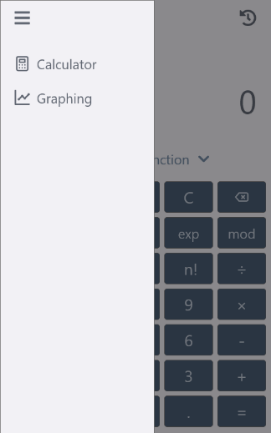 Calculator
Graphing
0
nction
C
exp mod
n! ÷
9 ×
6 -
3 +
. =